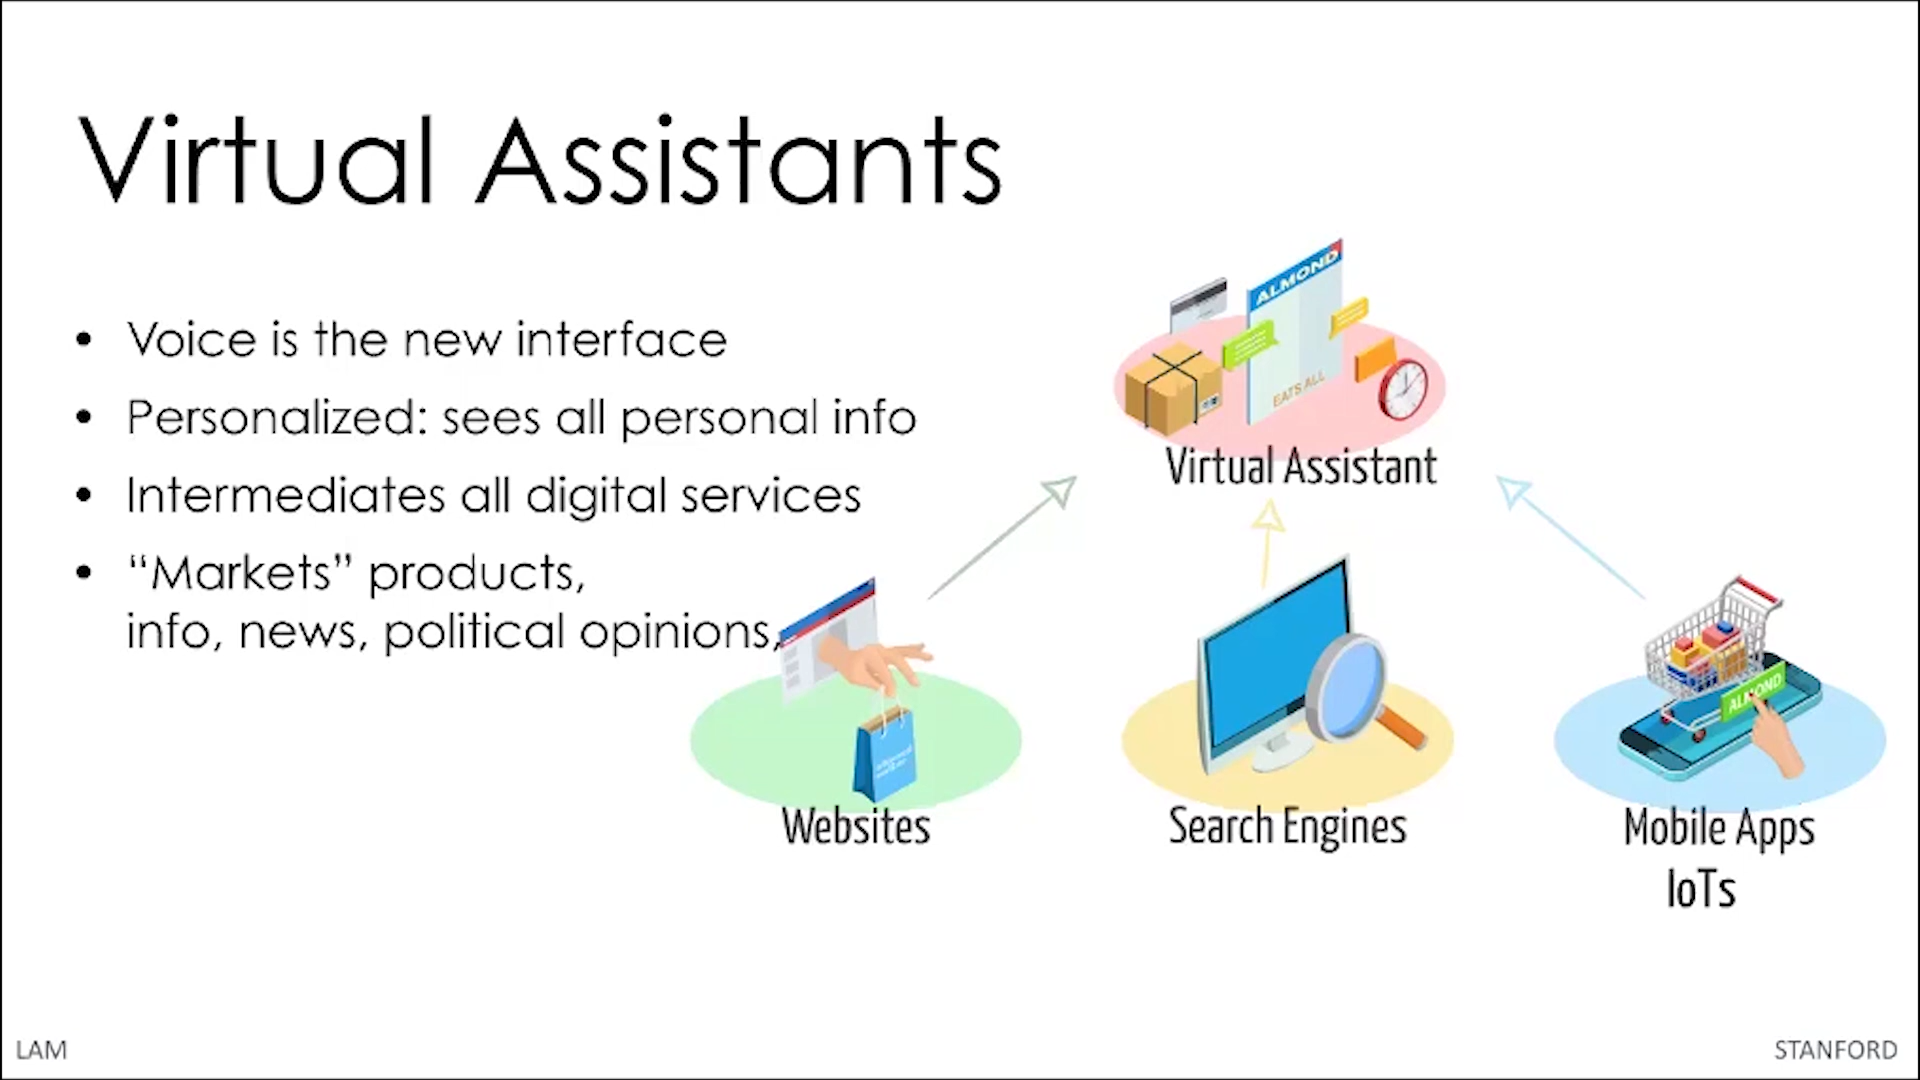 Virtual Assistants
• Voice is the new interface
• Personalized: sees all personal info
• Intermediates all digital services
• “Markets” products,
info, news, political opinions,
ALMOND
EATS ALL
Virtual Assistant
Websites
Search Engines
ALMOND
Mobile Apps
IoTs
LAM
STANFORD